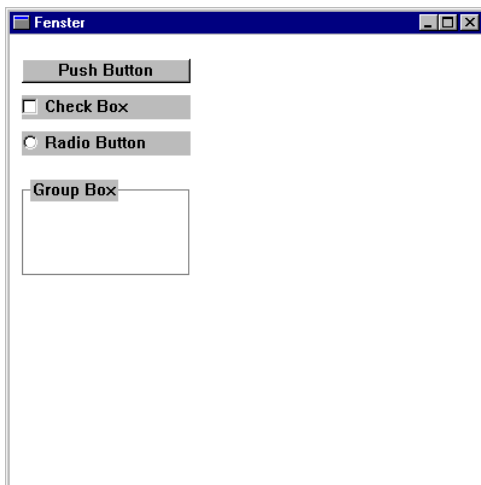 Fenster
Push Button
Check Box
Radio Button
Group Box